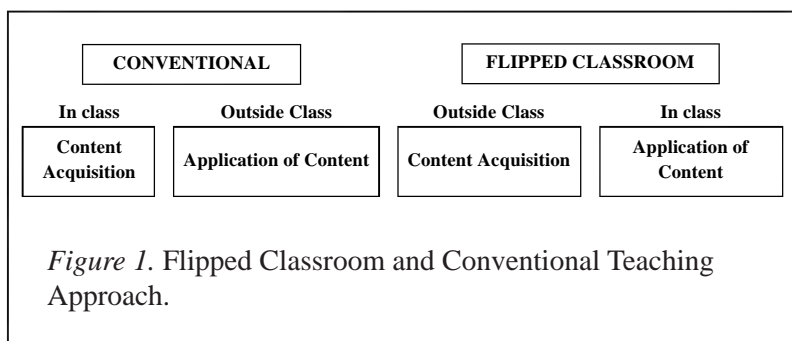 CONVENTIONAL
FLIPPED CLASSROOM
In class
Outside Class
Outside Class
In class
Content
Acquisition
Application of Content
Content Acquisition
Application of
Content
Figure 1. Flipped Classroom and Conventional Teaching
Approach.